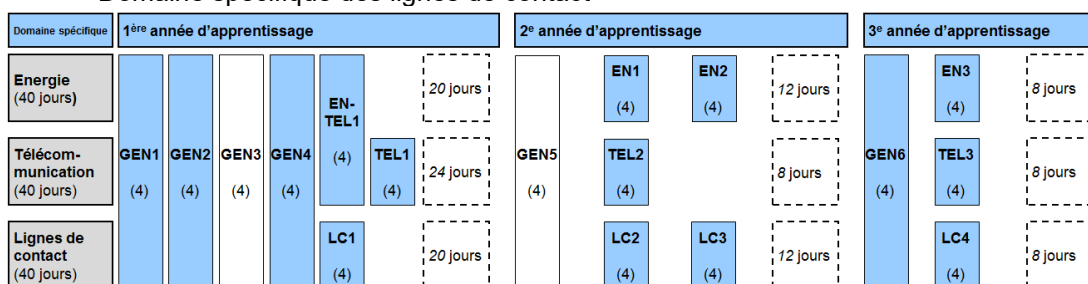 Domaine spécifique des lignes de contact
Domaine spécifique
1ère année d'apprentissage
2e année d'apprentissage
3e année d'apprentissage
Energie
(40 jours)
EN-
TEL1
(4)
20 jours
EN1
(4)
EN2
(4)
12 jours
EN3
(4)
8 jours
Télécom-
munication
(40 jours)
GEN1
(4)
GEN2
(4)
GEN3
(4)
GEN4
(4)
TEL1
(4)
24 jours
GEN5
(4)
TEL2
(4)
8 jours
GEN6
(4)
TEL3
(4)
8 jours
Lignes de
contact
(40 jours)
LC1
(4)
20 jours
LC2
(4)
LC3
(4)
12 jours
LC4
(4)
8 jours